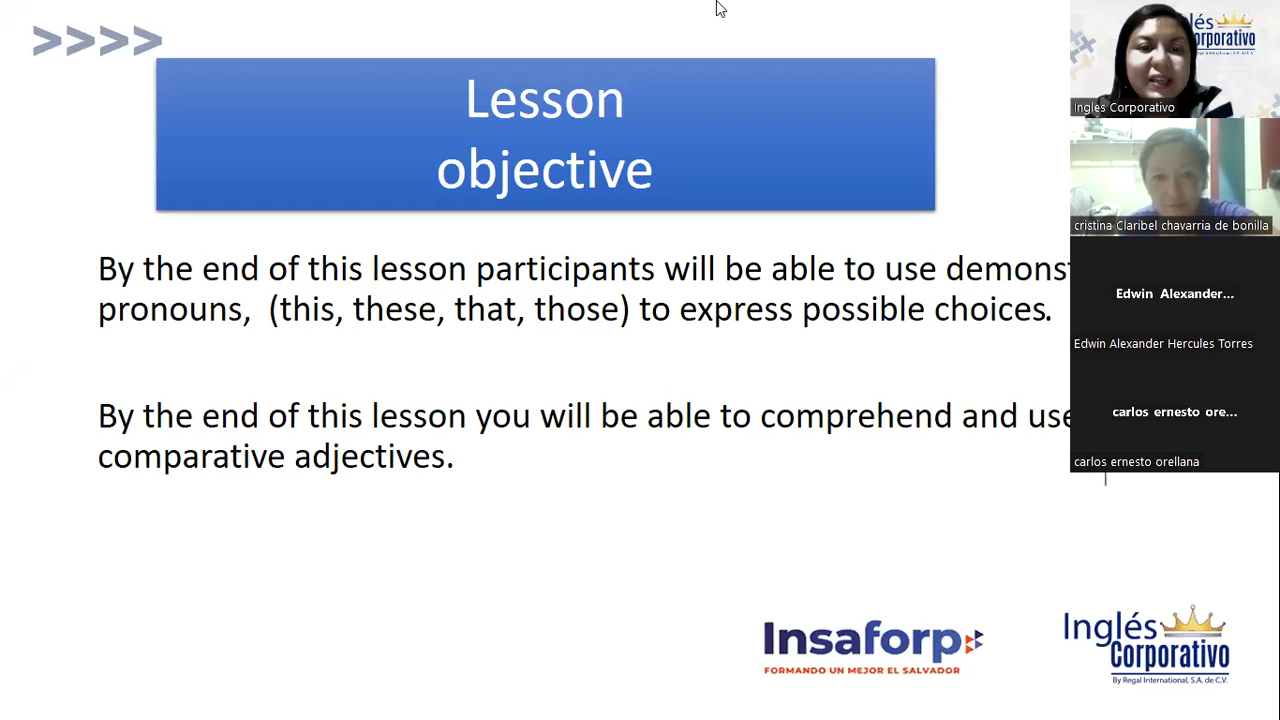 >>>>
Lesson
objective
By the end of this lesson participants will be able to use
pronouns,  (this, these, that, those) to express possible choices.
By the end of this lesson you will be able to comprehend and use
comparative adjectives.
Insaforp
FORMANDO UN MEJOR EL SALVADOR
Inglés
Corporativo
By Regal International, S.A. de C.V.
Corporativo
Ingles Corporativo
cristina Claribel chavarria de bonilla
Edwin Alexander...
Edwin Alexander Hercules Torres
carlos ernesto ore...
carlos ernesto orellana